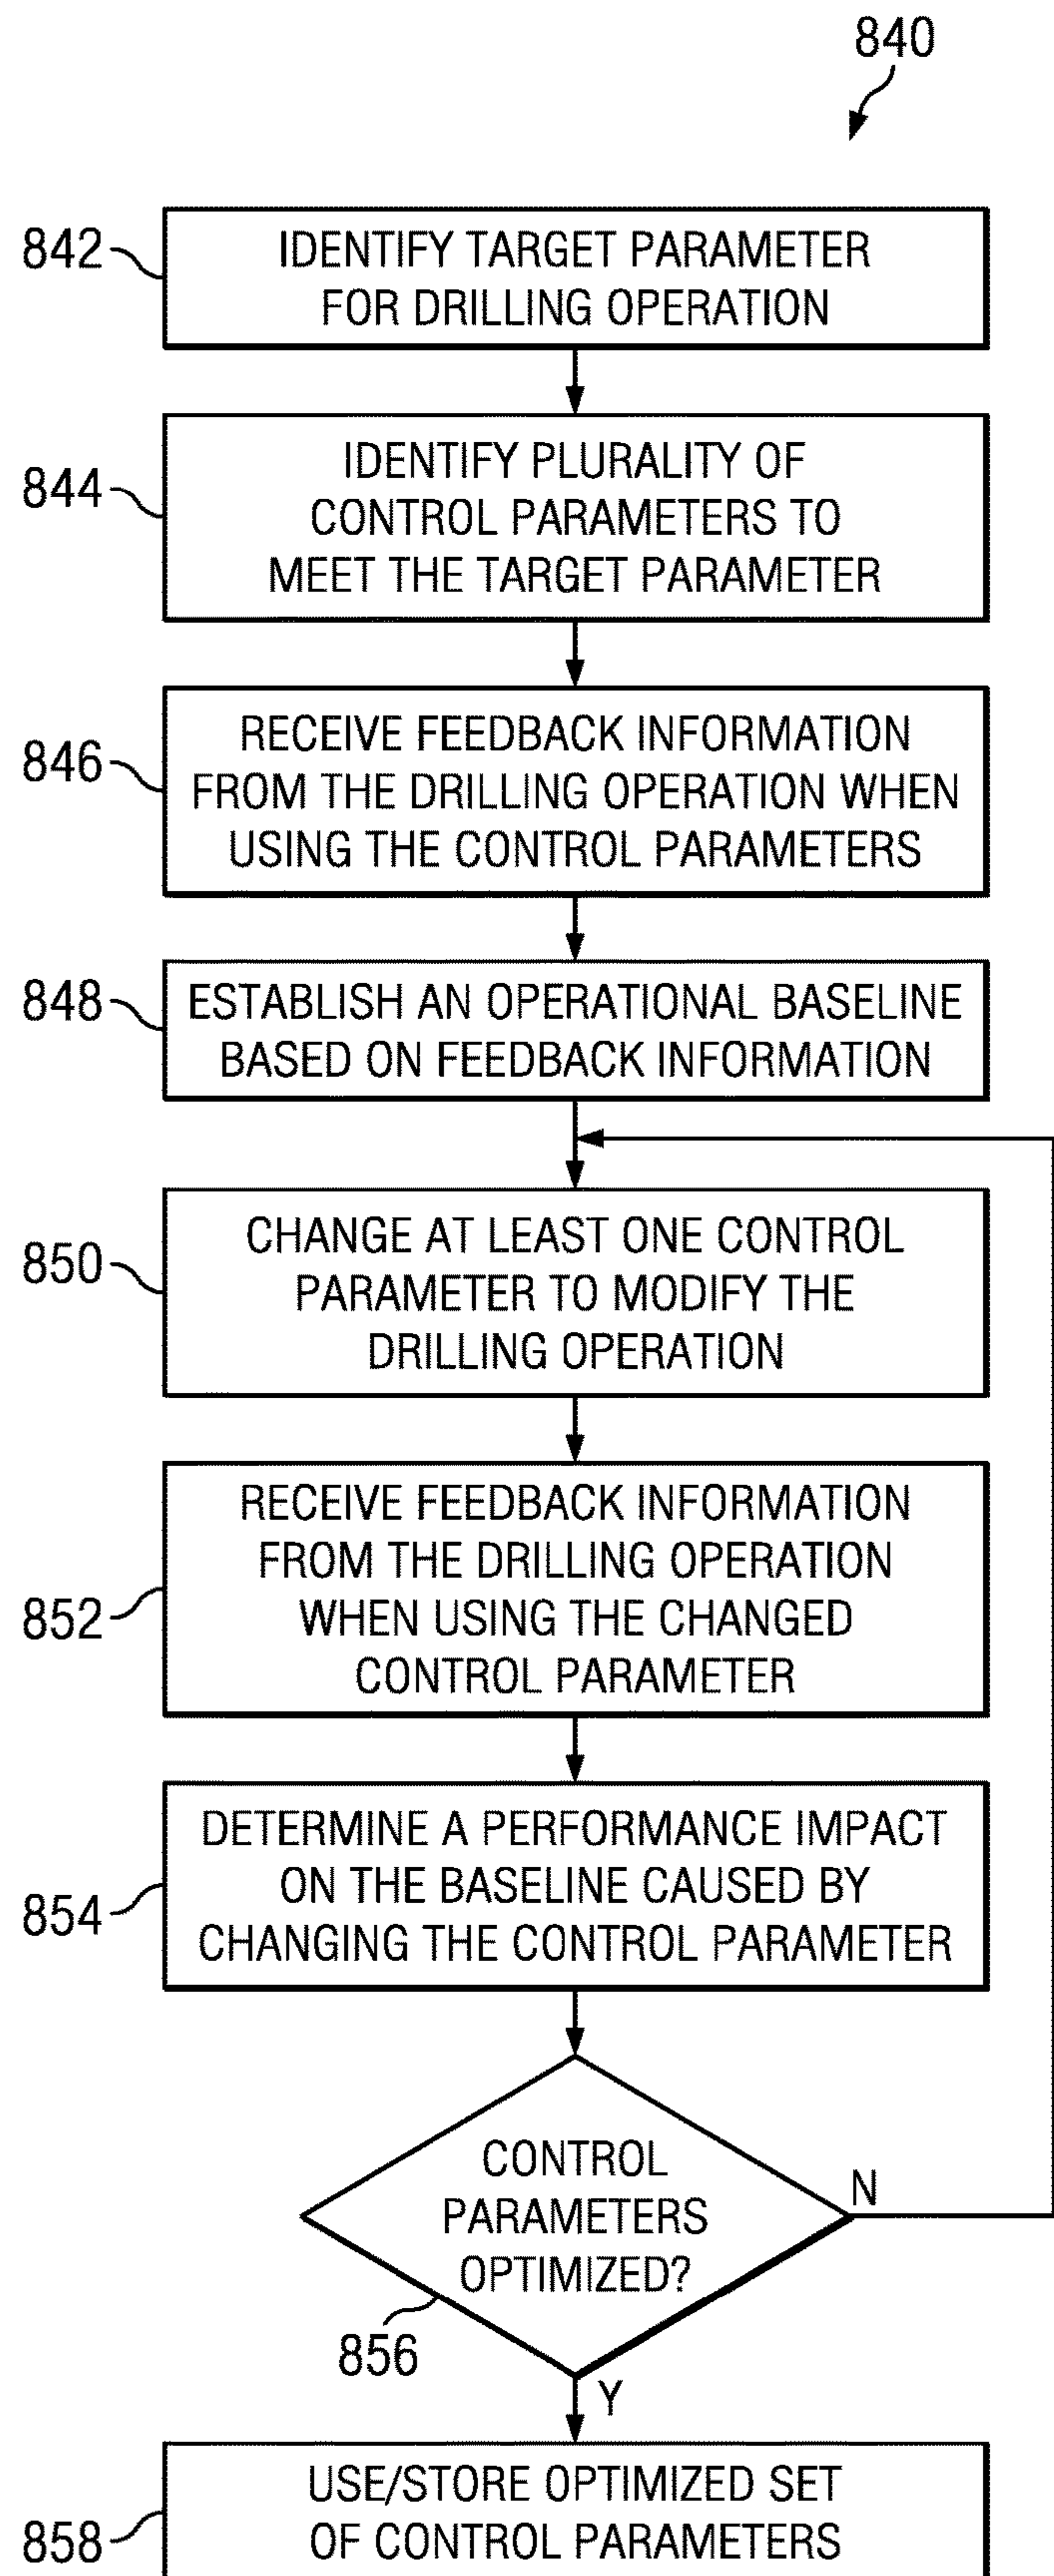 840
842
IDENTIFY TARGET PARAMETER
FOR DRILLING OPERATION
844
IDENTIFY PLURALITY OF
CONTROL PARAMETERS TO
MEET THE TARGET PARAMETER
846
RECEIVE FEEDBACK INFORMATION
FROM THE DRILLING OPERATION WHEN
USING THE CONTROL PARAMETERS
848
ESTABLISH AN OPERATIONAL BASELINE
BASED ON FEEDBACK INFORMATION
850
CHANGE AT LEAST ONE CONTROL
PARAMETER TO MODIFY THE
DRILLING OPERATION
852
RECEIVE FEEDBACK INFORMATION
FROM THE DRILLING OPERATION
WHEN USING THE CHANGED
CONTROL PARAMETER
854
DETERMINE A PERFORMANCE IMPACT
ON THE BASELINE CAUSED BY
CHANGING THE CONTROL PARAMETER
CONTROL
PARAMETERS
OPTIMIZED?
N
856
Y
858
USE/STORE OPTIMIZED SET
OF CONTROL PARAMETERS